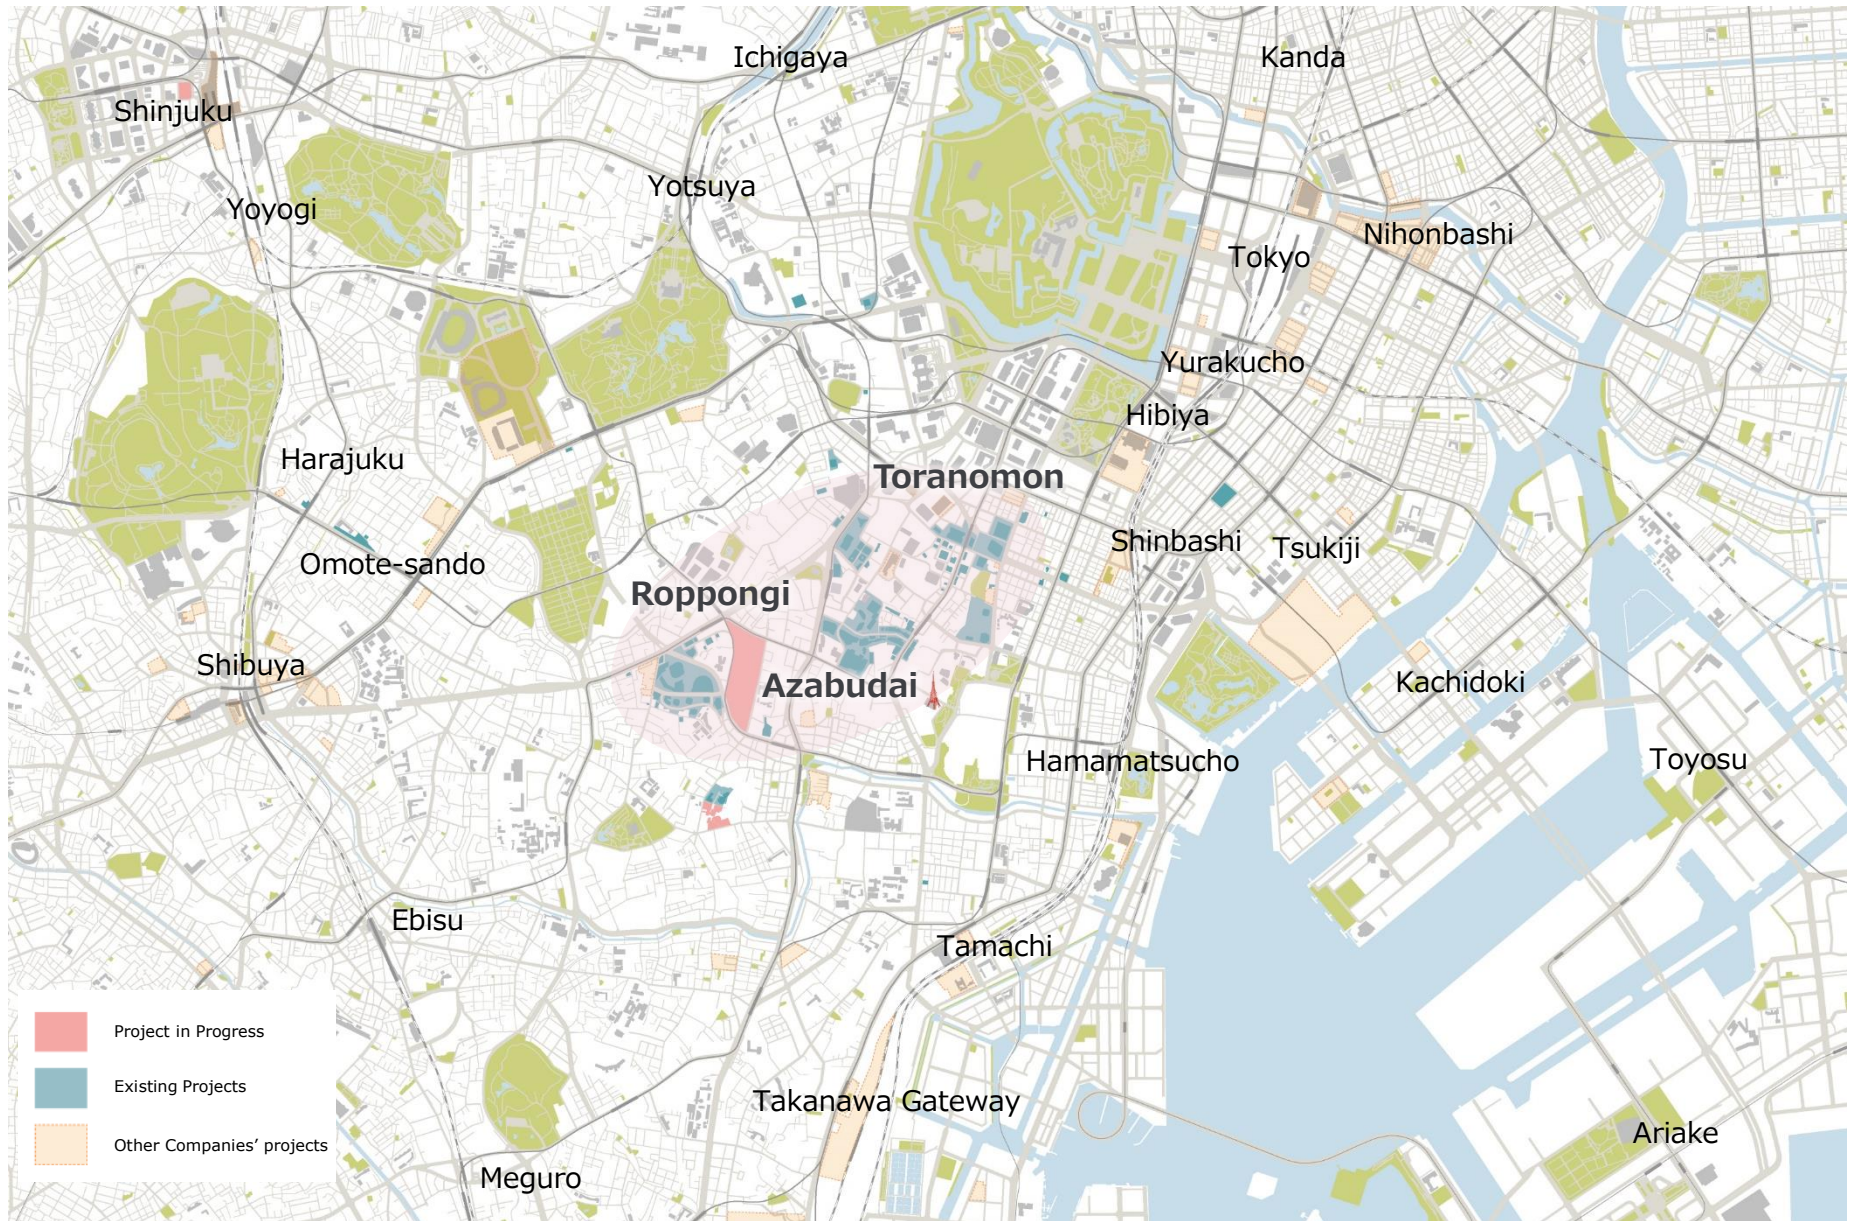 Ichigaya
Kanda
Shinjuku
Yotsuya
Yoyogi
Nihonbashi
Tokyo
Yurakucho
Hibiya
Harajuku
Toranomon
Shinbashi
Tsukiji
Omote-sando
Roppongi
Shibuya
Azabudai
Kachidoki
Hamamatsucho
Toyosu
Ebisu
Tamachi
Project in Progress
Existing Projects
Takanawa Gateway
Ariake
Other Companies’ projects
Meguro